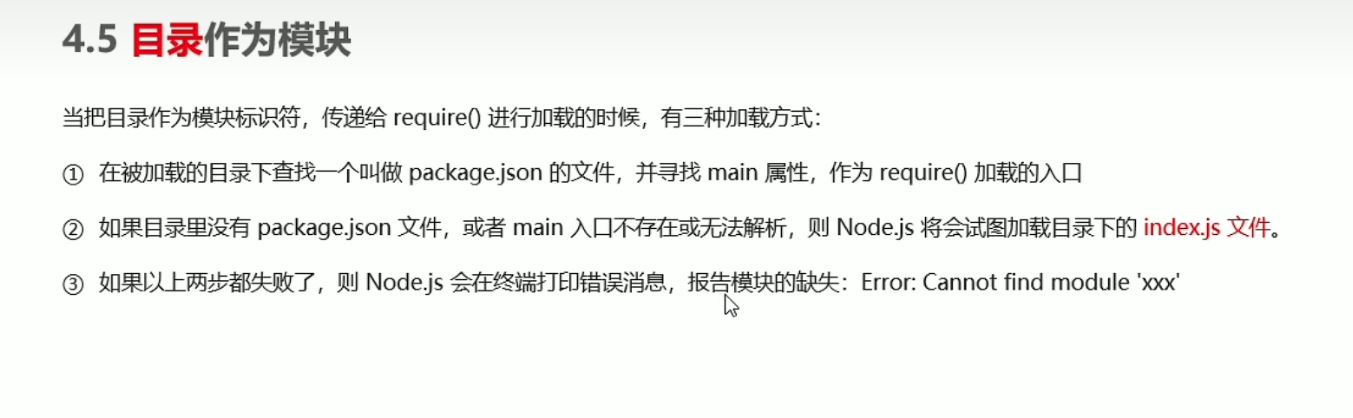 4.5 目录作为模块
当把目录作为模块标识符，传递给 require() 进行加载的时候，有三种加载方式：
① 在被加载的目录下查找一个叫做 package.json 的文件，并寻找 main 属性，作为 require() 加载的入口
② 如果目录里没有 package.json 文件，或者 main 入口不存在或无法解析，则 Node.js 将会试图加载目录下的 index.js 文件。
③ 如果以上两步都失败了，则 Node.js 会在终端打印错误消息，报告模块的缺失：Error: Cannot find module 'xxx'